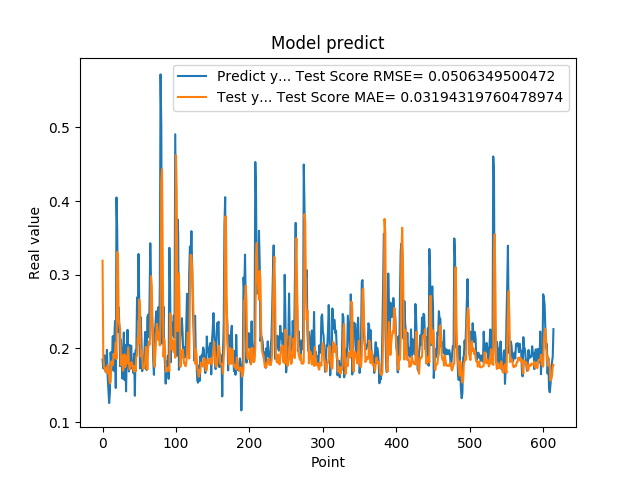 Model predict
Predict y... Test Score RMSE= 0.0506349500472
Test y... Test Score MAE= 0.03194319760478974
0.5
0.4
0.3
0.2
0.1
Real value
0 100 200 300 400 500 600
Point